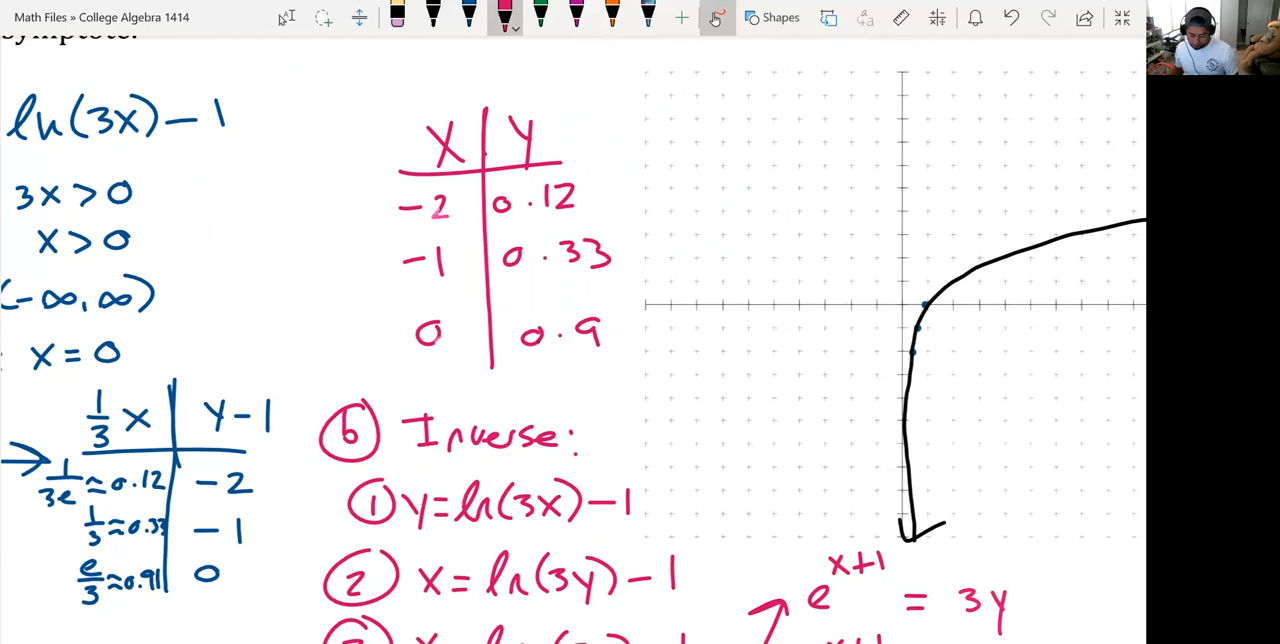 Math Files » College Algebra 1414
Shapes
symptote.
ln(3x)-1
3x > 0
x > 0
(-∞, ∞)
x = 0
1/3 x | y-1
1/3e ≈ 0.12 | -2
1/3 ≈ 0.33 | -1
e/3 ≈ 0.91 | 0
X | Y
-2 | 0.12
-1 | 0.33
0 | 0.9
⑥ Inverse:
① y = ln(3x) - 1
② x = ln(3y) - 1
e^(x+1) = 3y